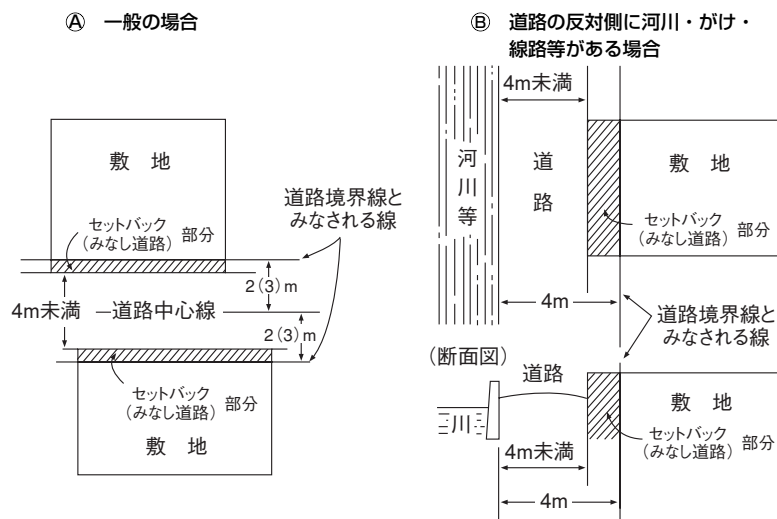 Ⓐ 一般の場合
敷 地
セットバック
(みなし道路)部分
道路境界線と
みなされる線
2(3)m
4m未満
道路中心線
2(3)m
セットバック
(みなし道路)部分
敷 地
Ⓑ 道路の反対側に河川・がけ・
線路等がある場合
4m未満
河川等
道路
敷 地
セットバック
(みなし道路)部分
4m
道路境界線と
みなされる線
(断面図)
道路
川
敷 地
セットバック
(みなし道路)部分
4m未満
4m